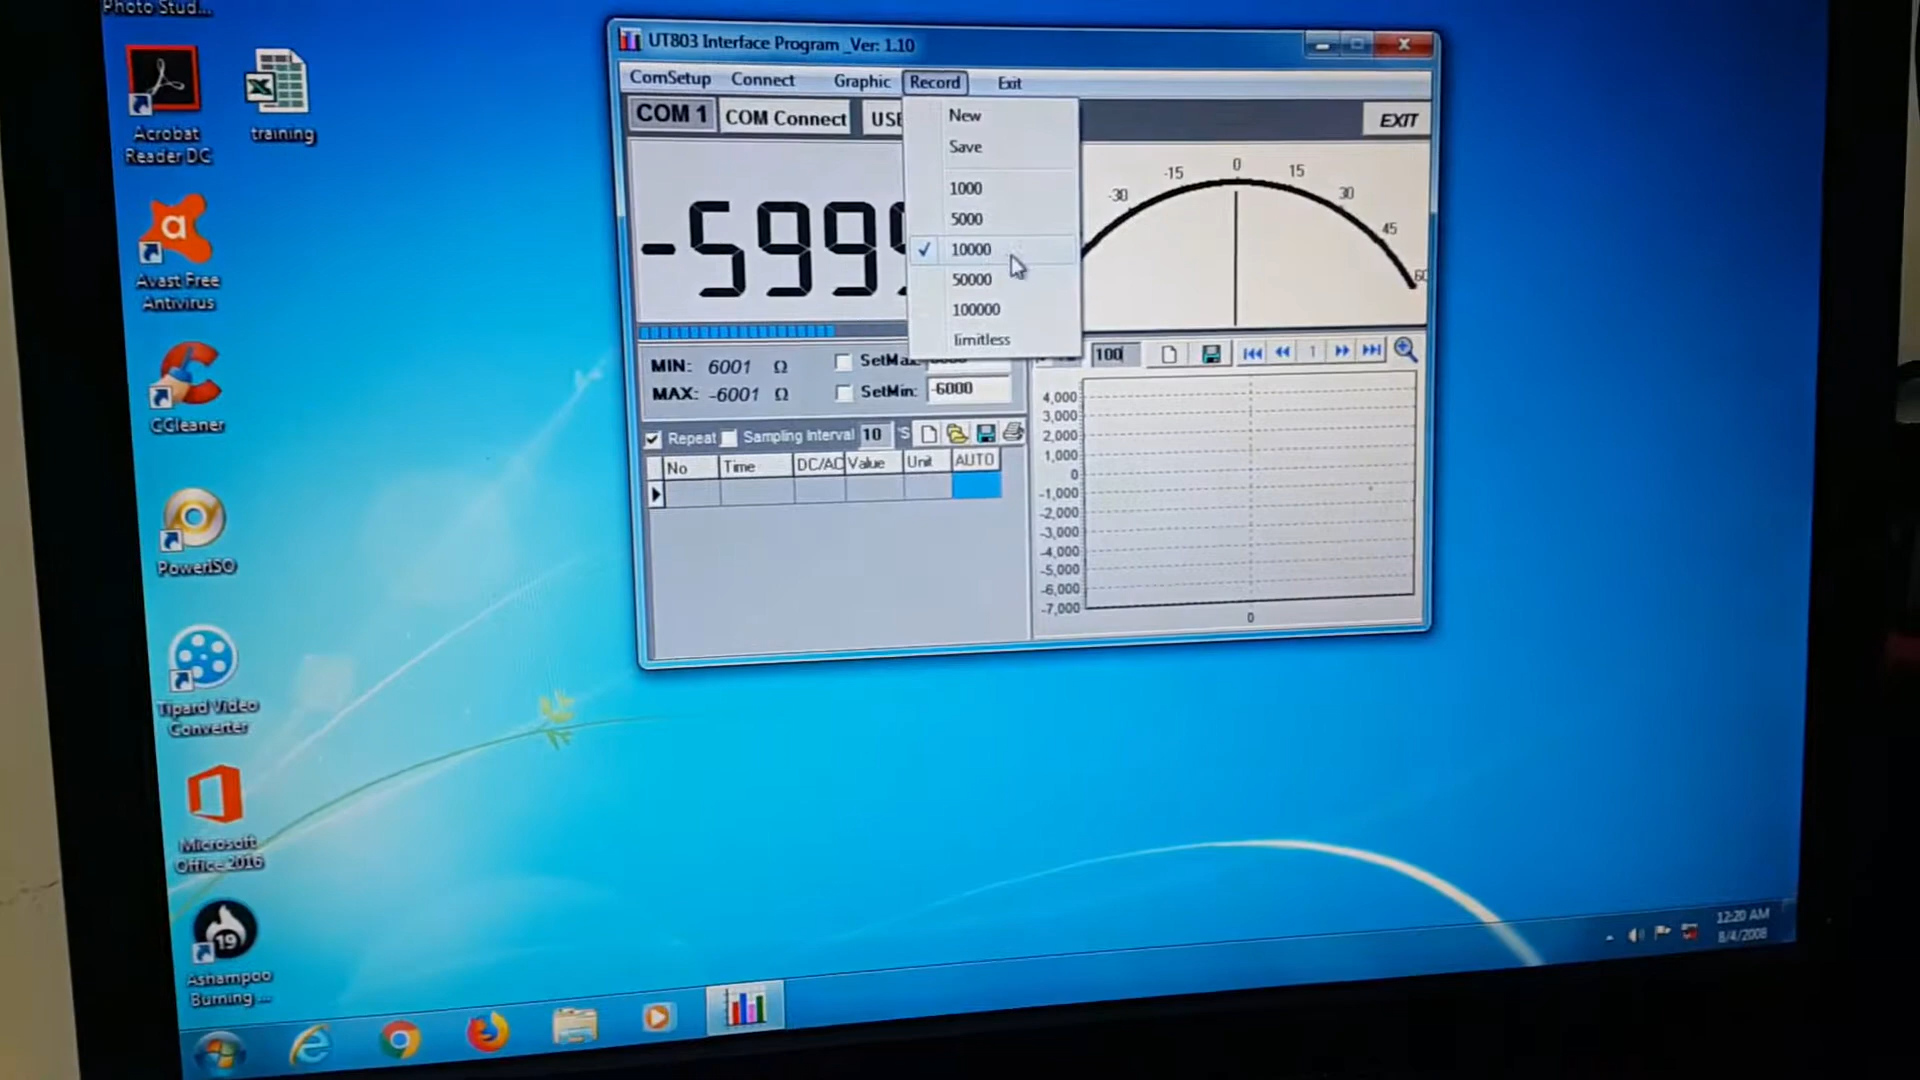 Photo Stud...
Acrobat
Reader DC
training
Avast Free
Antivirus
CCleaner
PowerISO
Tipard Video
Converter
Microsoft
Office 2016
19
Ashampoo
Burning ...
UT803 Interface Program _Ver: 1.10
ComSetup Connect Graphic Record Exit
COM 1 COM Connect EXIT
New
Save
1000
5000
10000
50000
100000
limitless
-30 -15 0 15 30 45
MIN: 6001 Ω SetMax
MAX: -6001 Ω SetMin: -6000
Repeat Sampling Interval 10 'S
No Time DC/AC Value Unit AUTO
100 1
4,000
3,000
2,000
1,000
0
-1,000
-2,000
-3,000
-4,000
-5,000
-6,000
-7,000
0
12:20 AM
8/4/2008